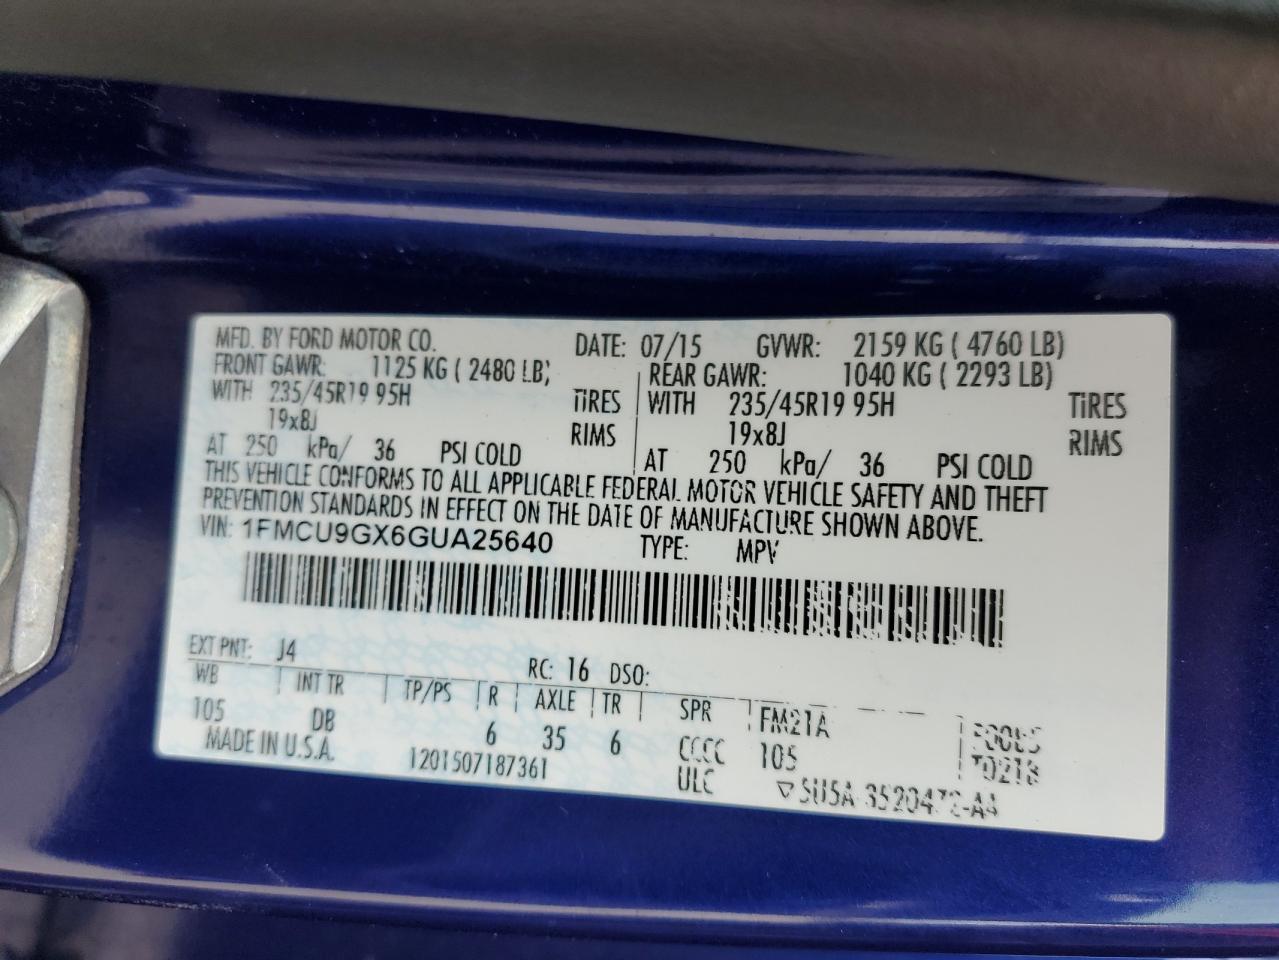 MFD. BY FORD MOTOR CO. DATE: 07/15 GVWR: 2159 KG ( 4760 LB)
FRONT GAWR: 1125 KG ( 2480 LB) REAR GAWR: 1040 KG ( 2293 LB)
WITH 235/45R19 95H TIRES WITH 235/45R19 95H TIRES
19x8J RIMS 19x8J RIMS
AT 250 kPa/ 36 PSI COLD AT 250 kPa/ 36 PSI COLD
THIS VEHICLE CONFORMS TO ALL APPLICABLE FEDERAL MOTOR VEHICLE SAFETY AND THEFT
PREVENTION STANDARDS IN EFFECT ON THE DATE OF MANUFACTURE SHOWN ABOVE.
VIN: 1FMCU9GX6GUA25640 TYPE: MPV
EXT PNT: J4 RC: 16 DSO:
WB INT TR TP/PS R AXLE TR SPR FM21A
105 DB 6 35 6 CCCC 105 T0218
MADE IN U.S.A. 1201507187361 ULC